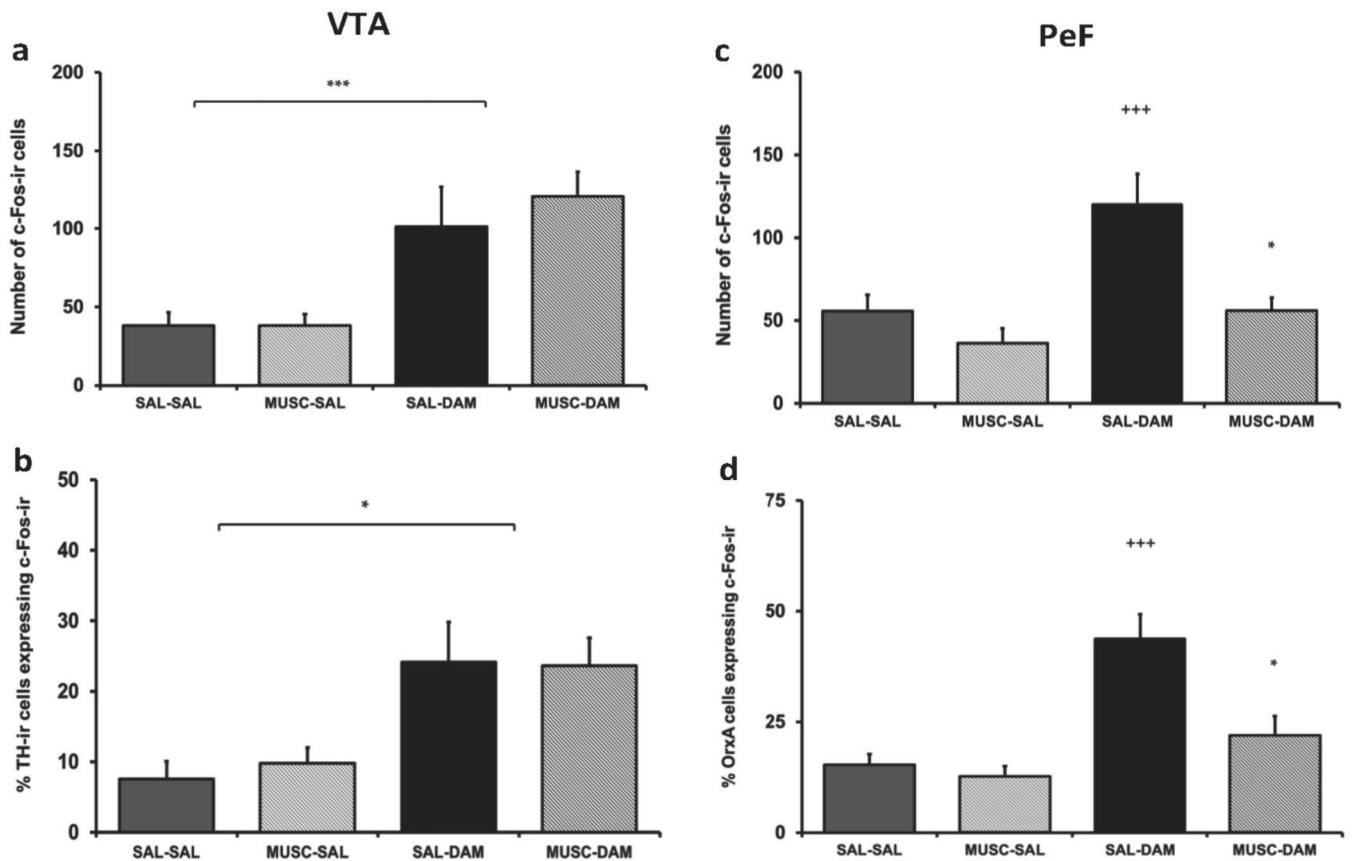 VTA
a
Number of c-Fos-ir cells
200
150
100
50
0
***
SAL-SAL MUSC-SAL SAL-DAM MUSC-DAM
b
% TH-ir cells expressing c-Fos-ir
50
40
30
20
10
0
*
SAL-SAL MUSC-SAL SAL-DAM MUSC-DAM
PeF
c
Number of c-Fos-ir cells
200
150
100
50
0
+++
*
SAL-SAL MUSC-SAL SAL-DAM MUSC-DAM
d
% OrxA cells expressing c-Fos-ir
75
50
25
0
+++
*
SAL-SAL MUSC-SAL SAL-DAM MUSC-DAM